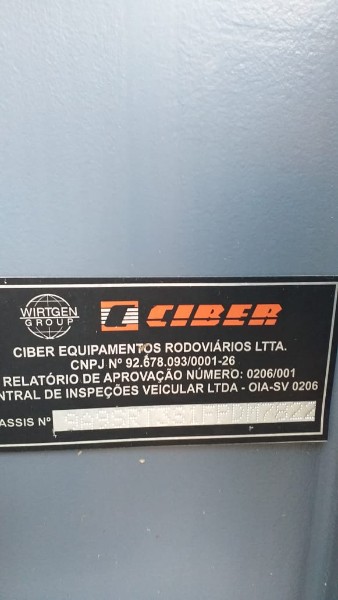 WIRTGEN
GROUP
CIBER
CIBER EQUIPAMENTOS RODOVIÁRIOS LTTA.
CNPJ Nº 92.678.093/0001-26
RELATÓRIO DE APROVAÇÃO NÚMERO: 0206/001
NTRAL DE INSPEÇÕES VEICULAR LTDA - OIA-SV 0206
ASSIS Nº